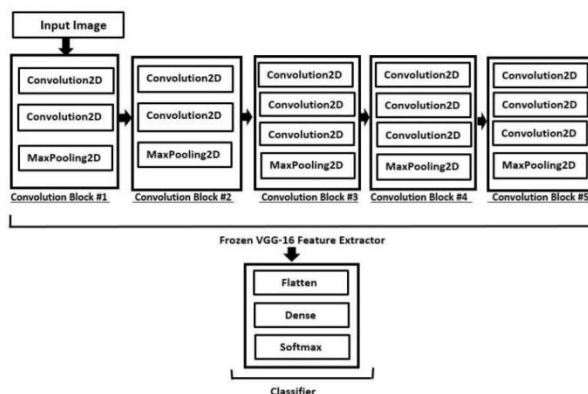 Input Image
Convolution2D
Convolution2D
MaxPooling2D
Convolution Block #1
Convolution2D
Convolution2D
MaxPooling2D
Convolution Block #2
Convolution2D
Convolution2D
Convolution2D
MaxPooling2D
Convolution Block #3
Convolution2D
Convolution2D
Convolution2D
MaxPooling2D
Convolution Block #4
Convolution2D
Convolution2D
Convolution2D
MaxPooling2D
Convolution Block #5
Frozen VGG-16 Feature Extractor
Flatten
Dense
Softmax
Classifier